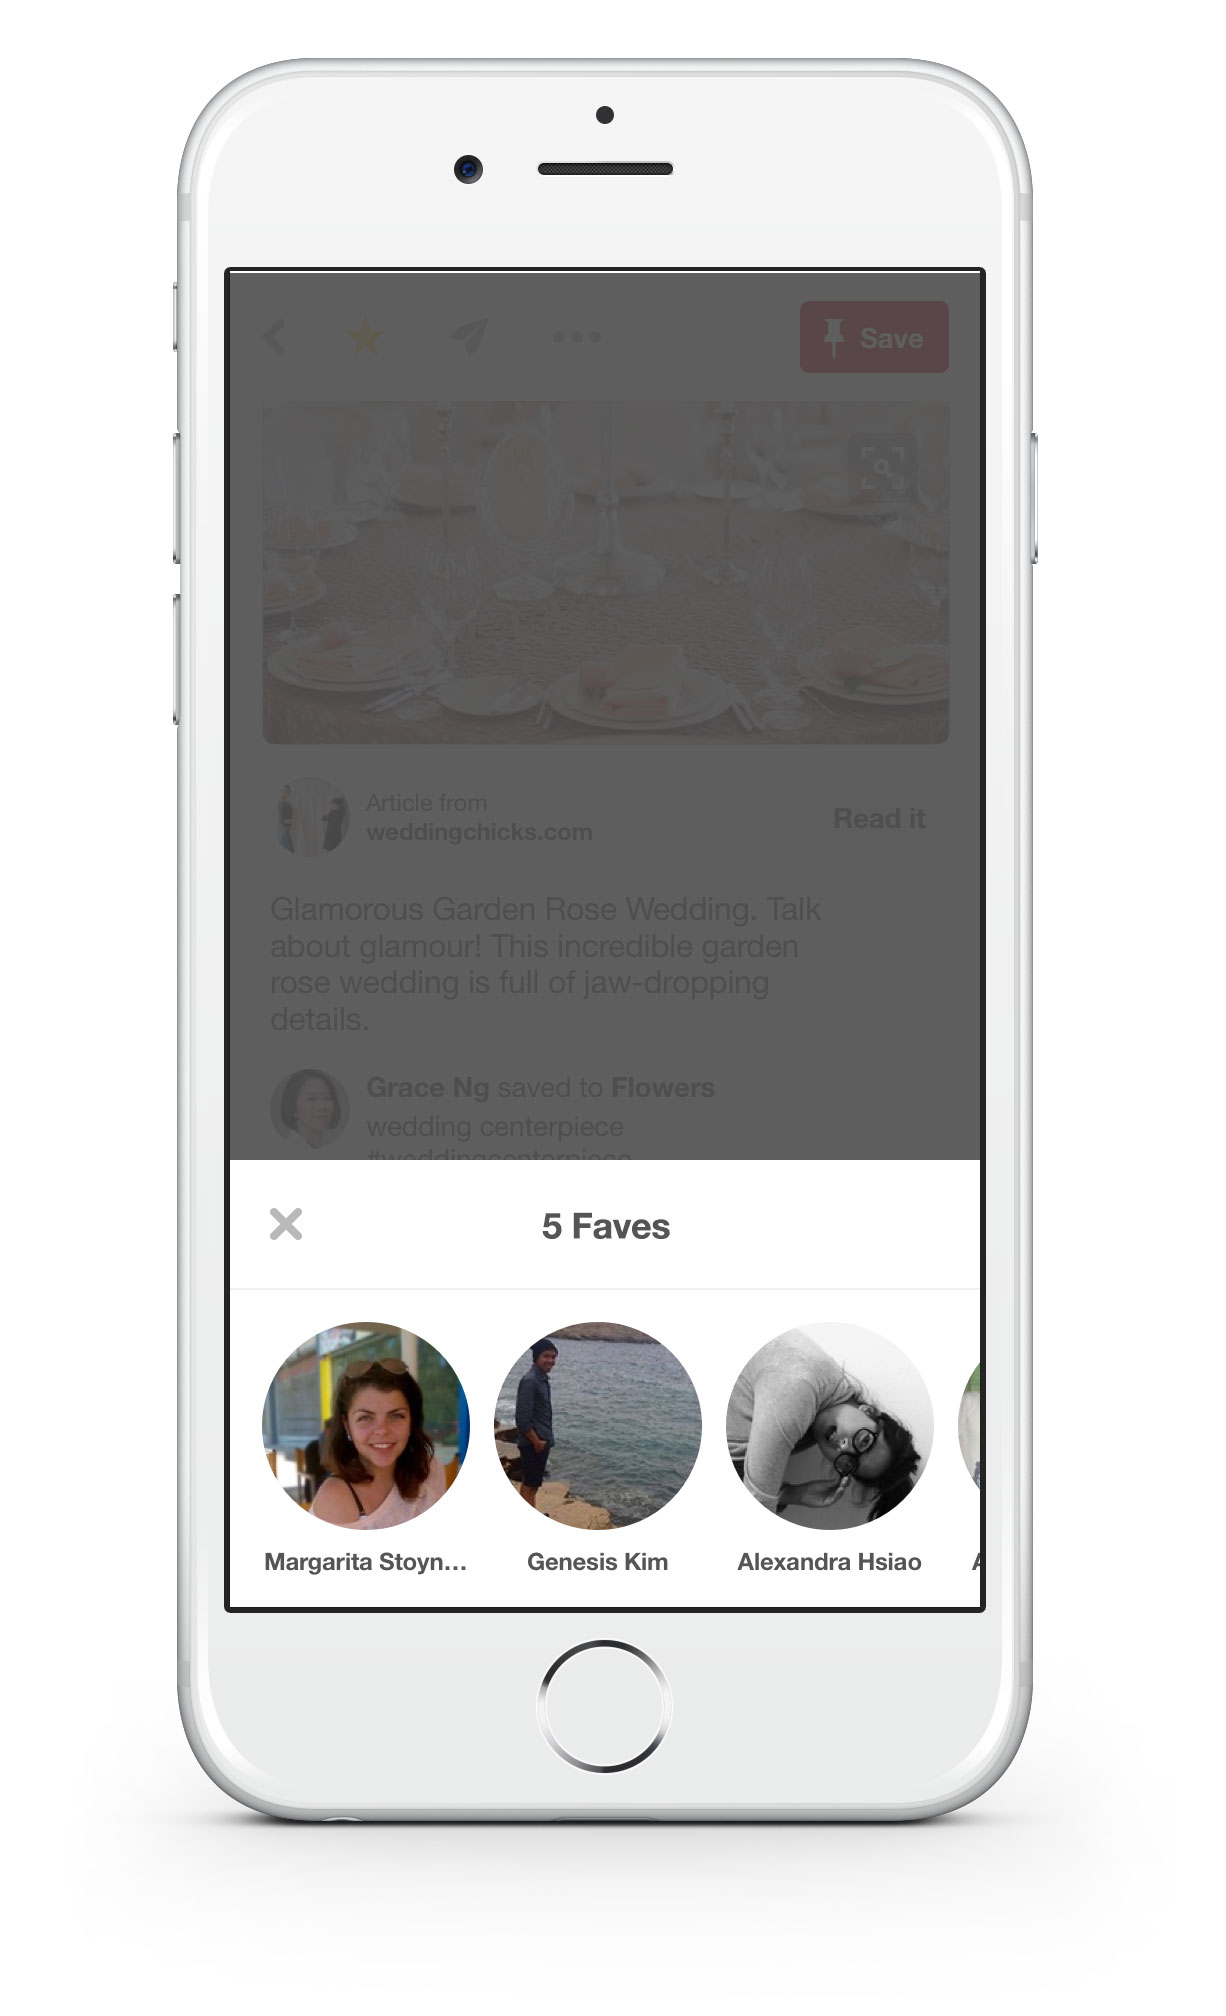 Save
Article from
weddingchicks.com
Read it
Glamorous Garden Rose Wedding. Talk
about glamour! This incredible garden
rose wedding is full of jaw-dropping
details.
Grace Ng saved to Flowers
wedding centerpiece
#weddingcenterpiece
5 Faves
Margarita Stoyn...
Genesis Kim
Alexandra Hsiao